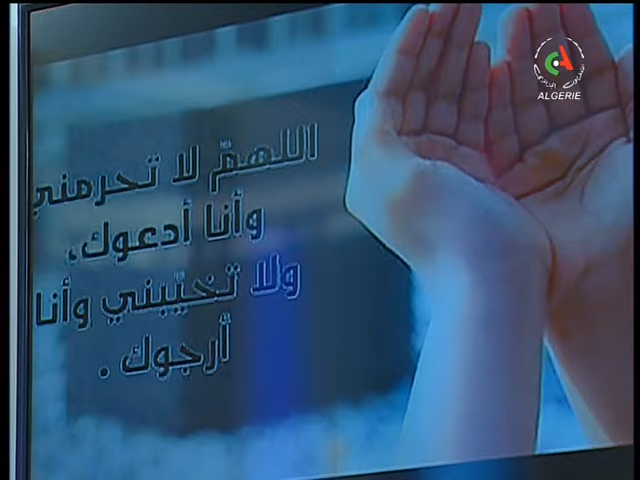 اللهمّ لا تحرمني
وأنا أدعوك،
ولا تخيّبني وأنا
أرجوك .
ALGERIE